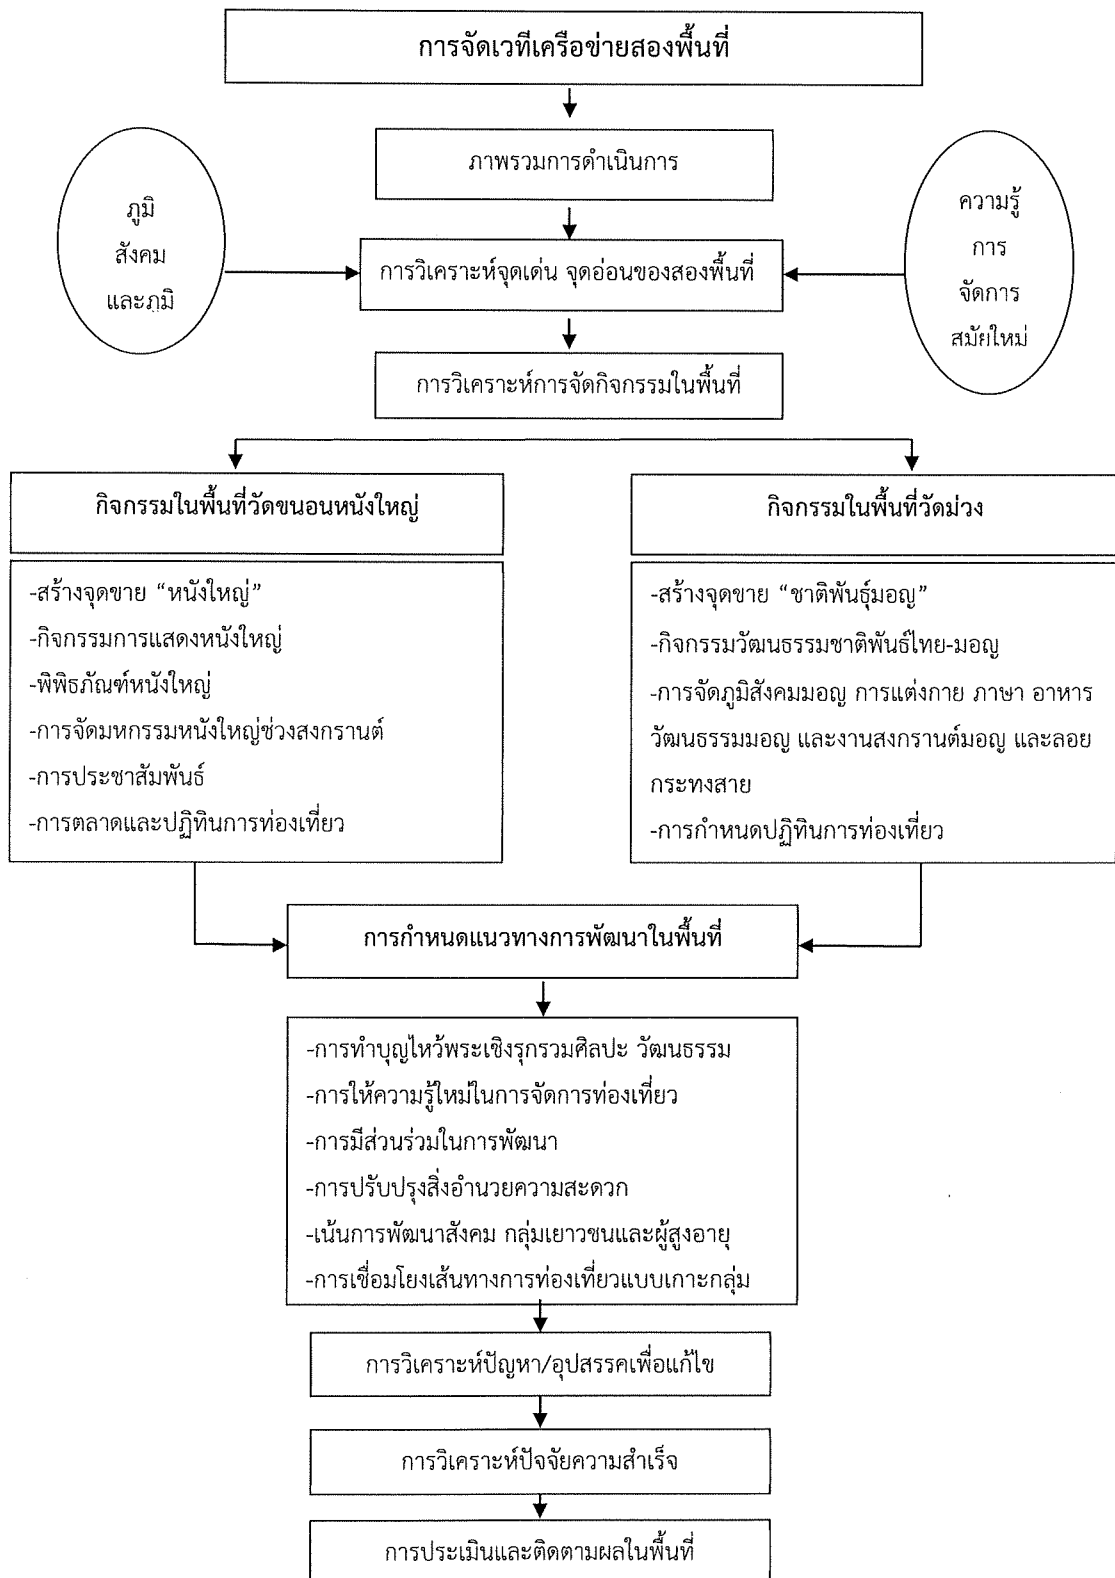 การจัดเวทีเครือข่ายสองพื้นที่
ภาพรวมการดำเนินการ
ภูมิ
สังคม
และภูมิ
ความรู้
การ
จัดการ
สมัยใหม่
การวิเคราะห์จุดเด่น จุดอ่อนของสองพื้นที่
การวิเคราะห์การจัดกิจกรรมในพื้นที่
กิจกรรมในพื้นที่วัดขนอนหนังใหญ่
-สร้างจุดขาย “หนังใหญ่”
-กิจกรรมการแสดงหนังใหญ่
-พิพิธภัณฑ์หนังใหญ่
-การจัดมหกรรมหนังใหญ่ช่วงสงกรานต์
-การประชาสัมพันธ์
-การตลาดและปฏิทินการท่องเที่ยว
กิจกรรมในพื้นที่วัดม่วง
-สร้างจุดขาย “ชาติพันธุ์มอญ”
-กิจกรรมวัฒนธรรมชาติพันธ์ไทย-มอญ
-การจัดภูมิสังคมมอญ การแต่งกาย ภาษา อาหาร
วัฒนธรรมมอญ และงานสงกรานต์มอญ และลอย
กระทงสาย
-การกำหนดปฏิทินการท่องเที่ยว
การกำหนดแนวทางการพัฒนาในพื้นที่
-การทำบุญไหว้พระเชิงรุกรวมศิลปะ วัฒนธรรม
-การให้ความรู้ใหม่ในการจัดการท่องเที่ยว
-การมีส่วนร่วมในการพัฒนา
-การปรับปรุงสิ่งอำนวยความสะดวก
-เน้นการพัฒนาสังคม กลุ่มเยาวชนและผู้สูงอายุ
-การเชื่อมโยงเส้นทางการท่องเที่ยวแบบเกาะกลุ่ม
การวิเคราะห์ปัญหา/อุปสรรคเพื่อแก้ไข
การวิเคราะห์ปัจจัยความสำเร็จ
การประเมินและติดตามผลในพื้นที่